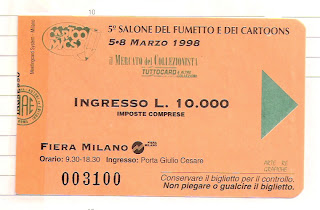 10
5° SALONE DEL FUMETTO E DEI CARTOONS
5-8 MARZO 1998
il MERCATO del COLLEZIONISTA
TUTTOCARD
INGRESSO L. 10.000
IMPOSTE COMPRESE
FIERA MILANO
Orario: 9.30-18.30 Ingresso: Porta Giulio Cesare
003100
Conservare il biglietto per il controllo.
Non piegare o qualcire il biglietto.